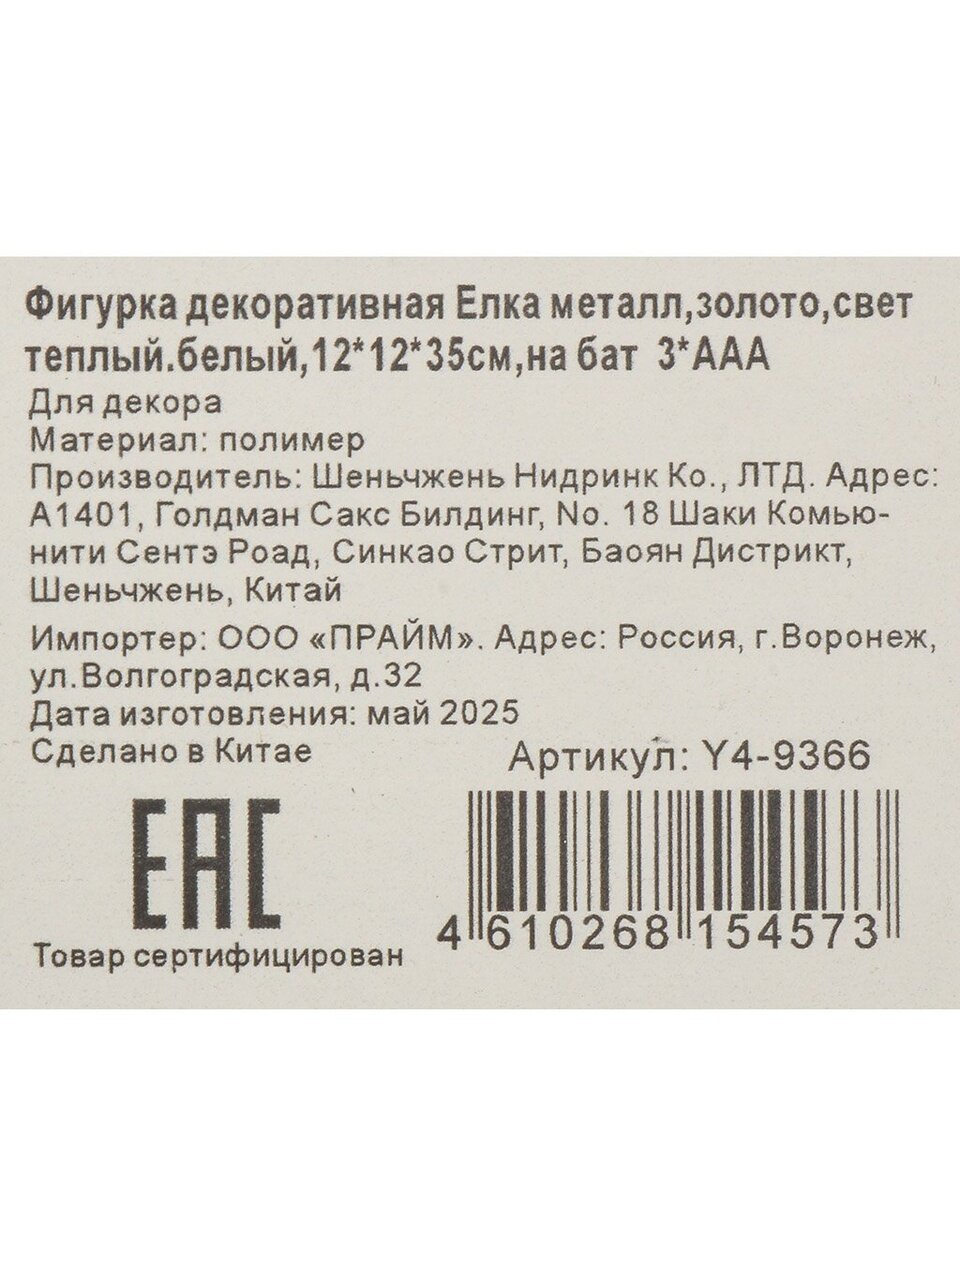 Фигурка декоративная Елка металл,золото,свет
теплый.белый,12*12*35см,на бат 3*ААА
Для декора
Материал: полимер
Производитель: Шеньчжень Нидринк Ко., ЛТД. Адрес:
А1401, Голдман Сакс Билдинг, No. 18 Шаки Комью-
нити Сентэ Роад, Синкао Стрит, Баоян Дистрикт,
Шеньчжень, Китай
Импортер: ООО «ПРАЙМ». Адрес: Россия, г.Воронеж,
ул.Волгоградская, д.32
Дата изготовления: май 2025
Сделано в Китае
Артикул: Y4-9366
EAC
Товар сертифицирован
4 610268 154573